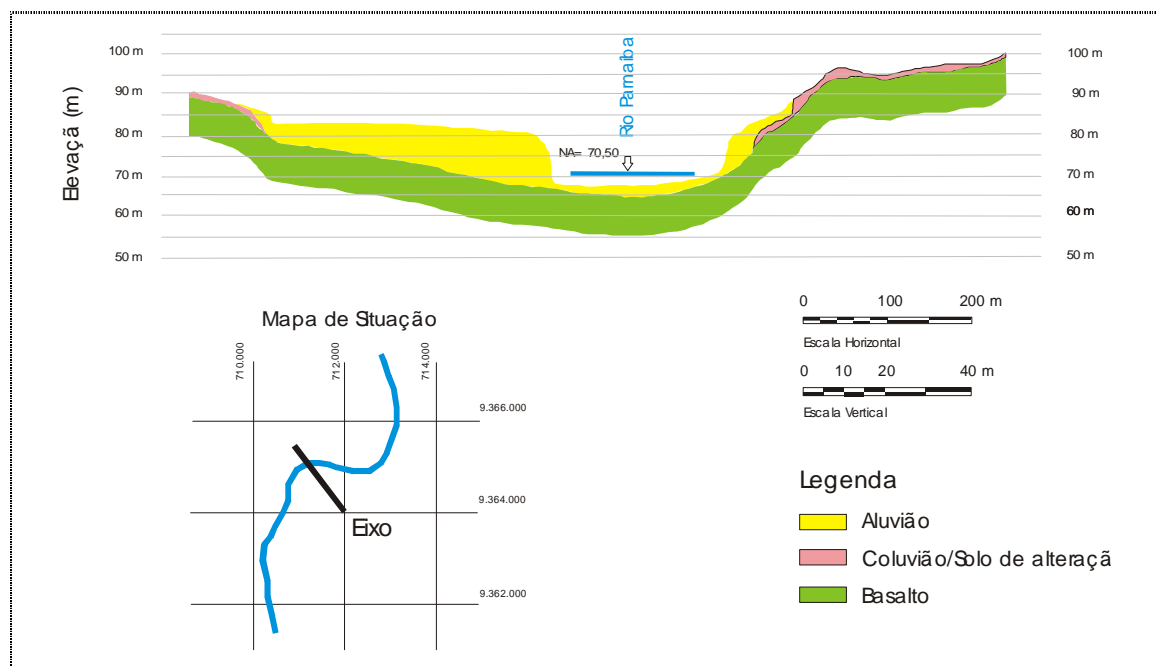 Elevaçã (m)
100 m
90 m
80 m
70 m
60 m
50 m
Rio Parnaíba
NA= 70,50
100 m
90 m
80 m
70 m
60 m
50 m
Mapa de Situação
710.000
712.000
714.000
9.366.000
9.364.000
9.362.000
Eixo
0 100 200 m
Escala Horizontal
0 10 20 40 m
Escala Vertical
Legenda
Aluvião
Coluvião/Solo de alteraçã
Basalto